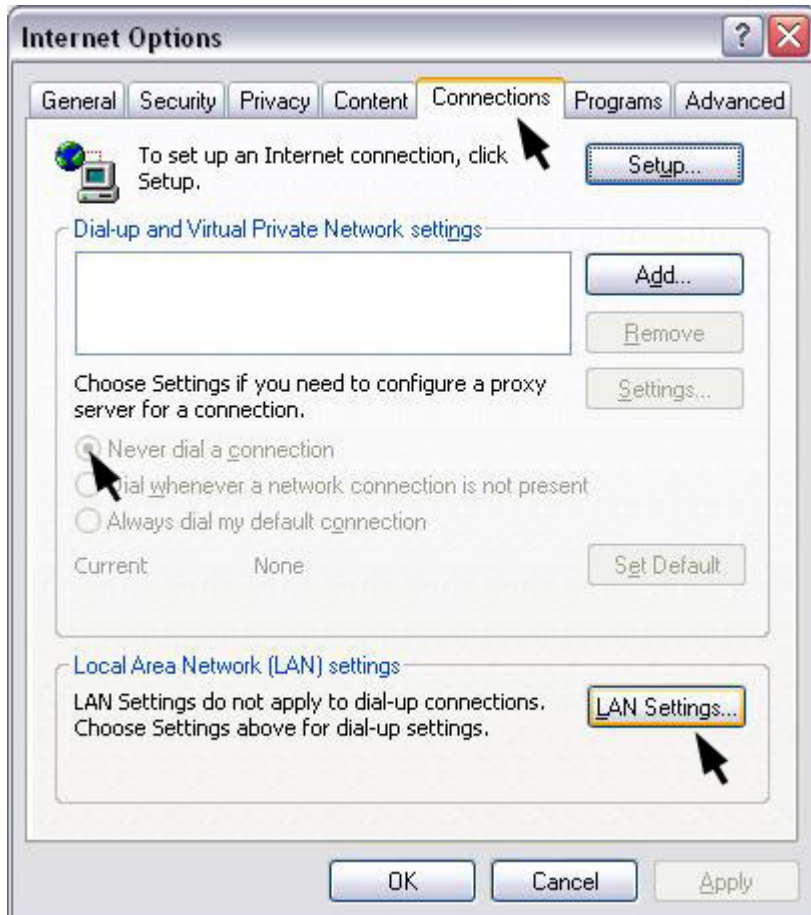 Internet Options
General Security Privacy Content Connections Programs Advanced
To set up an Internet connection, click
Setup.
Setup...
Dial-up and Virtual Private Network settings
Add...
Remove
Choose Settings if you need to configure a proxy
server for a connection.
Settings...
Never dial a connection
Dial whenever a network connection is not present
Always dial my default connection
Current None
Set Default
Local Area Network (LAN) settings
LAN Settings do not apply to dial-up connections.
Choose Settings above for dial-up settings.
LAN Settings...
OK Cancel Apply